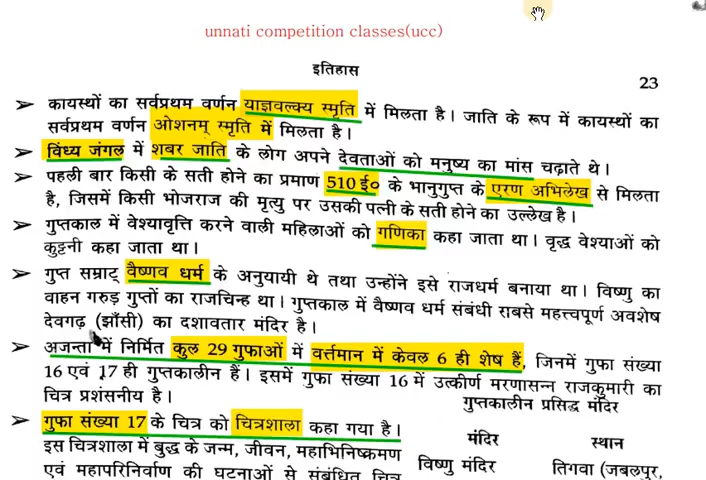 unnati competition classes(ucc)
इतिहास
23
➢ कायस्थों का सर्वप्रथम वर्णन याज्ञवल्क्य स्मृति में मिलता है। जाति के रूप में कायस्थों का
सर्वप्रथम वर्णन ओशनम् स्मृति में मिलता है।
➢ विंध्य जंगल में शबर जाति के लोग अपने देवताओं को मनुष्य का मांस चढ़ाते थे।
➢ पहली बार किसी के सती होने का प्रमाण 510 ई० के भानुगुप्त के एरण अभिलेख से मिलता
है, जिसमें किसी भोजराज की मृत्यु पर उसकी पत्नी के सती होने का उल्लेख है।
➢ गुप्तकाल में वेश्यावृत्ति करने वाली महिलाओं को गणिका कहा जाता था। वृद्ध वेश्याओं को
कुट्टनी कहा जाता था।
➢ गुप्त सम्राट् वैष्णव धर्म के अनुयायी थे तथा उन्होंने इसे राजधर्म बनाया था। विष्णु का
वाहन गरुड़ गुप्तों का राजचिन्ह था। गुप्तकाल में वैष्णव धर्म संबंधी सबसे महत्त्वपूर्ण अवशेष
देवगढ़ (झाँसी) का दशावतार मंदिर है।
➢ अजन्ता में निर्मित कुल 29 गुफाओं में वर्तमान में केवल 6 ही शेष हैं, जिनमें गुफा संख्या
16 एवं 17 ही गुप्तकालीन हैं। इसमें गुफा संख्या 16 में उत्कीर्ण मरणासन्न राजकुमारी का
चित्र प्रशंसनीय है।
➢ गुफा संख्या 17 के चित्र को चित्रशाला कहा गया है।
इस चित्रशाला में बुद्ध के जन्म, जीवन, महाभिनिष्क्रमण
एवं महापरिनिर्वाण की घटनाओं से संबंधित चित्र
गुप्तकालीन प्रसिद्ध मंदिर
मंदिर स्थान
विष्णु मंदिर तिगवा (जबलपुर,